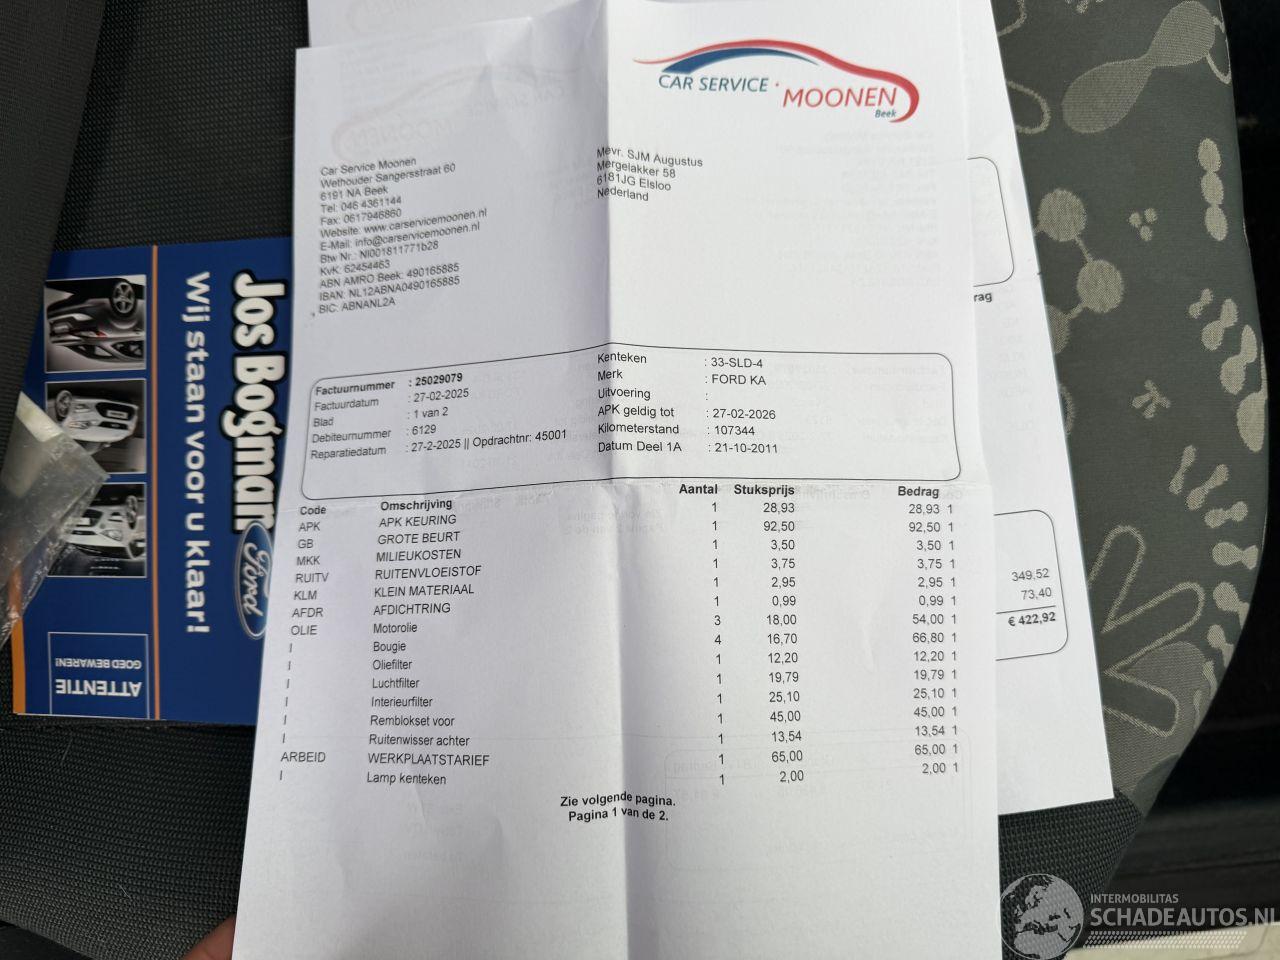 CAR SERVICE · MOONEN
Beek
Car Service Moonen
Wethouder Sangersstraat 60
6191 NA Beek
Tel: 046 4361144
Fax: 0617946860
Website: www.carservicemoonen.nl
E-Mail: info@carservicemoonen.nl
Btw Nr.: Nl001811771b28
KvK: 62454463
ABN AMRO Beek: 490165885
IBAN: NL12ABNA0490165885
BIC: ABNANL2A
Mevr. SJM Augustus
Mergelakker 58
6181JG Elsloo
Nederland
Factuurnummer : 25029079
Factuurdatum : 27-02-2025
Blad : 1 van 2
Debiteurnummer : 6129
Reparatiedatum : 27-2-2025 || Opdrachtnr: 45001
Kenteken : 33-SLD-4
Merk : FORD KA
Uitvoering :
APK geldig tot : 27-02-2026
Kilometerstand : 107344
Datum Deel 1A : 21-10-2011
Code Omschrijving Aantal Stuksprijs Bedrag
APK APK KEURING 1 28,93 28,93 1
GB GROTE BEURT 1 92,50 92,50 1
MKK MILIEUKOSTEN 1 3,50 3,50 1
RUITV RUITENVLOEISTOF 1 3,75 3,75 1
KLM KLEIN MATERIAAL 1 2,95 2,95 1
AFDR AFDICHTRING 1 0,99 0,99 1
OLIE Motorolie 3 18,00 54,00 1
I Bougie 4 16,70 66,80 1
I Oliefilter 1 12,20 12,20 1
I Luchtfilter 1 19,79 19,79 1
I Interieurfilter 1 25,10 25,10 1
I Remblokset voor 1 45,00 45,00 1
I Ruitenwisser achter 1 13,54 13,54 1
ARBEID WERKPLAATSTARIEF 1 65,00 65,00 1
I Lamp kenteken 1 2,00 2,00 1
Zie volgende pagina.
Pagina 1 van de 2.
rag
349,52
73,40
€ 422,92
Jos Bogman
Ford
Wij staan voor u klaar!
ATTENTIE
GOED BEWAREN!
INTERMOBILITAS
SCHADEAUTOS.NL